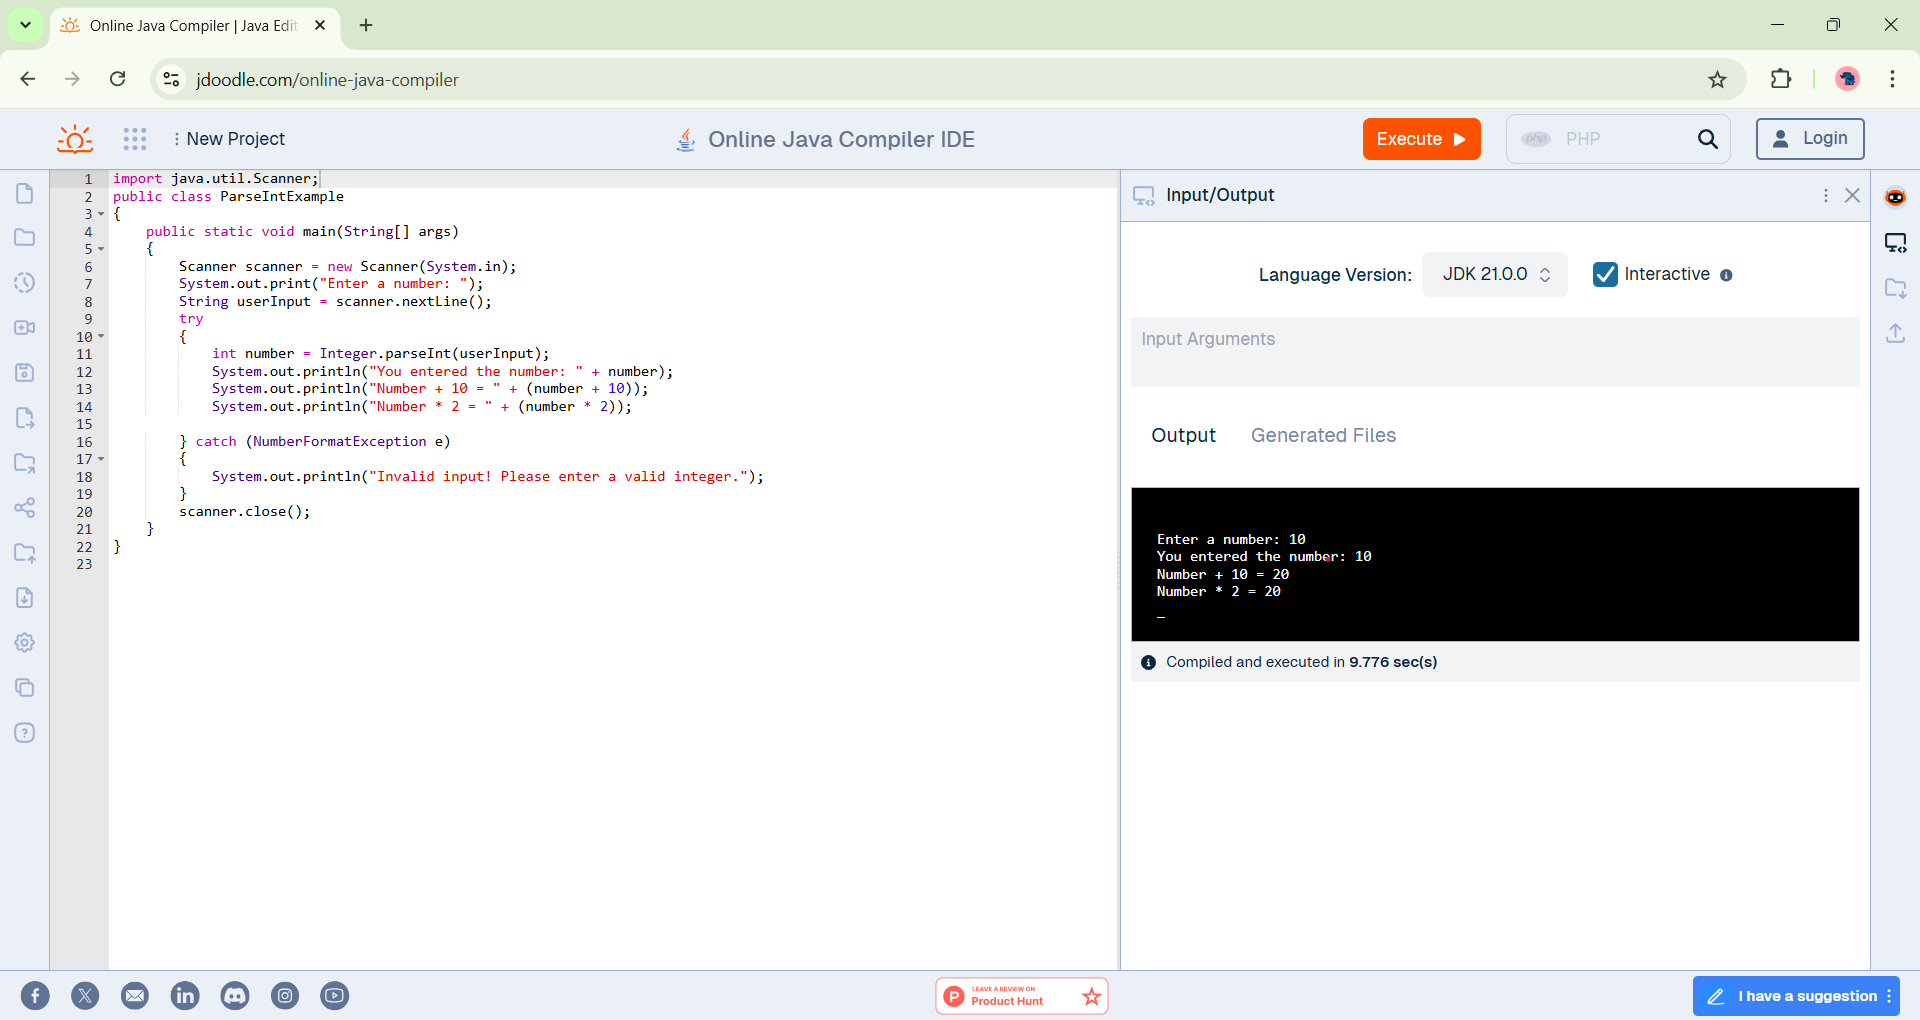 Online Java Compiler | Java Edit
jdoodle.com/online-java-compiler
New Project
Online Java Compiler IDE
Execute
php PHP
Login
1 import java.util.Scanner;
2 public class ParseIntExample
3 {
4 public static void main(String[] args)
5 {
6 Scanner scanner = new Scanner(System.in);
7 System.out.print("Enter a number: ");
8 String userInput = scanner.nextLine();
9 try
10 {
11 int number = Integer.parseInt(userInput);
12 System.out.println("You entered the number: " + number);
13 System.out.println("Number + 10 = " + (number + 10));
14 System.out.println("Number * 2 = " + (number * 2));
15
16 } catch (NumberFormatException e)
17 {
18 System.out.println("Invalid input! Please enter a valid integer.");
19 }
20 scanner.close();
21 }
22 }
23
Input/Output
Language Version: JDK 21.0.0 Interactive
Input Arguments
Output Generated Files
Enter a number: 10
You entered the number: 10
Number + 10 = 20
Number * 2 = 20
_
Compiled and executed in 9.776 sec(s)
LEAVE A REVIEW ON
P Product Hunt
I have a suggestion